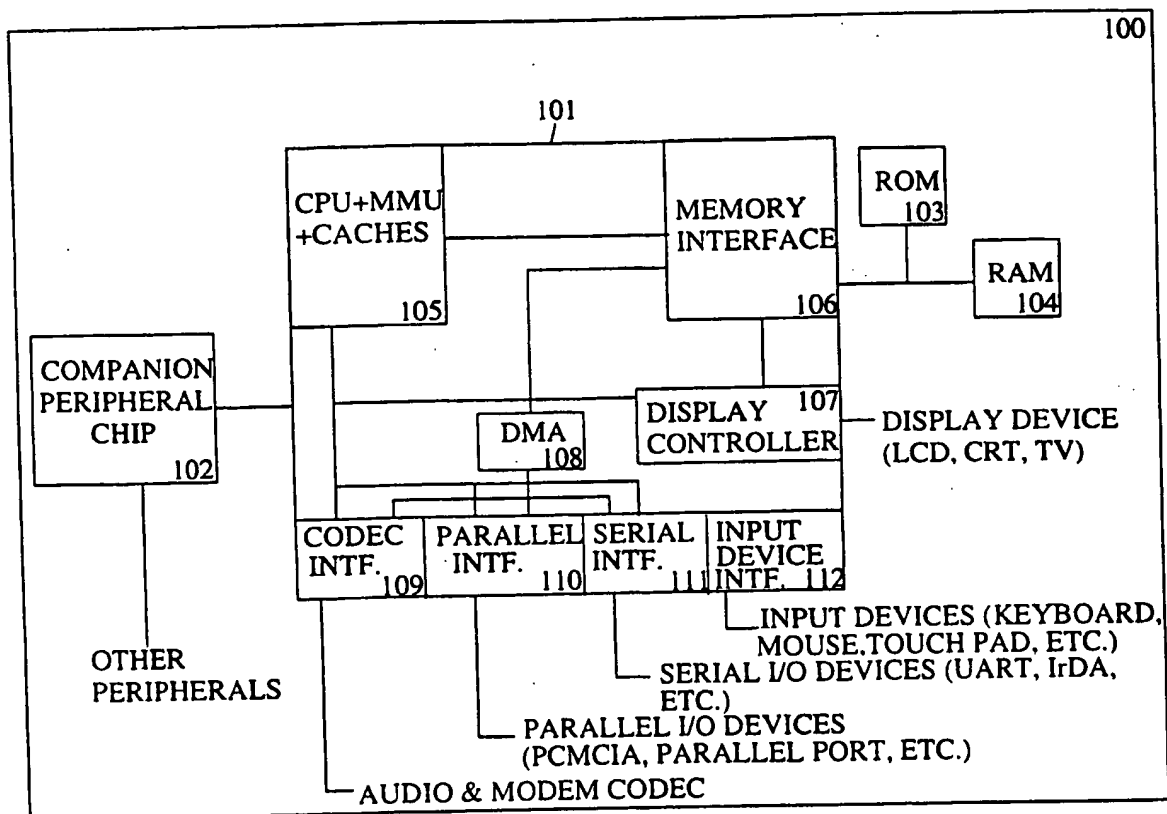 100
101
CPU+MMU
+CACHES
105
MEMORY
INTERFACE
106
ROM
103
RAM
104
COMPANION
PERIPHERAL
CHIP
102
DMA
108
107
DISPLAY
CONTROLLER
DISPLAY DEVICE
(LCD, CRT, TV)
CODEC
INTF.
109
PARALLEL
INTF.
110
SERIAL
INTF.
111
INPUT
DEVICE
INTF. 112
OTHER
PERIPHERALS
INPUT DEVICES (KEYBOARD,
MOUSE,TOUCH PAD, ETC.)
SERIAL I/O DEVICES (UART, IrDA,
ETC.)
PARALLEL I/O DEVICES
(PCMCIA, PARALLEL PORT, ETC.)
AUDIO & MODEM CODEC